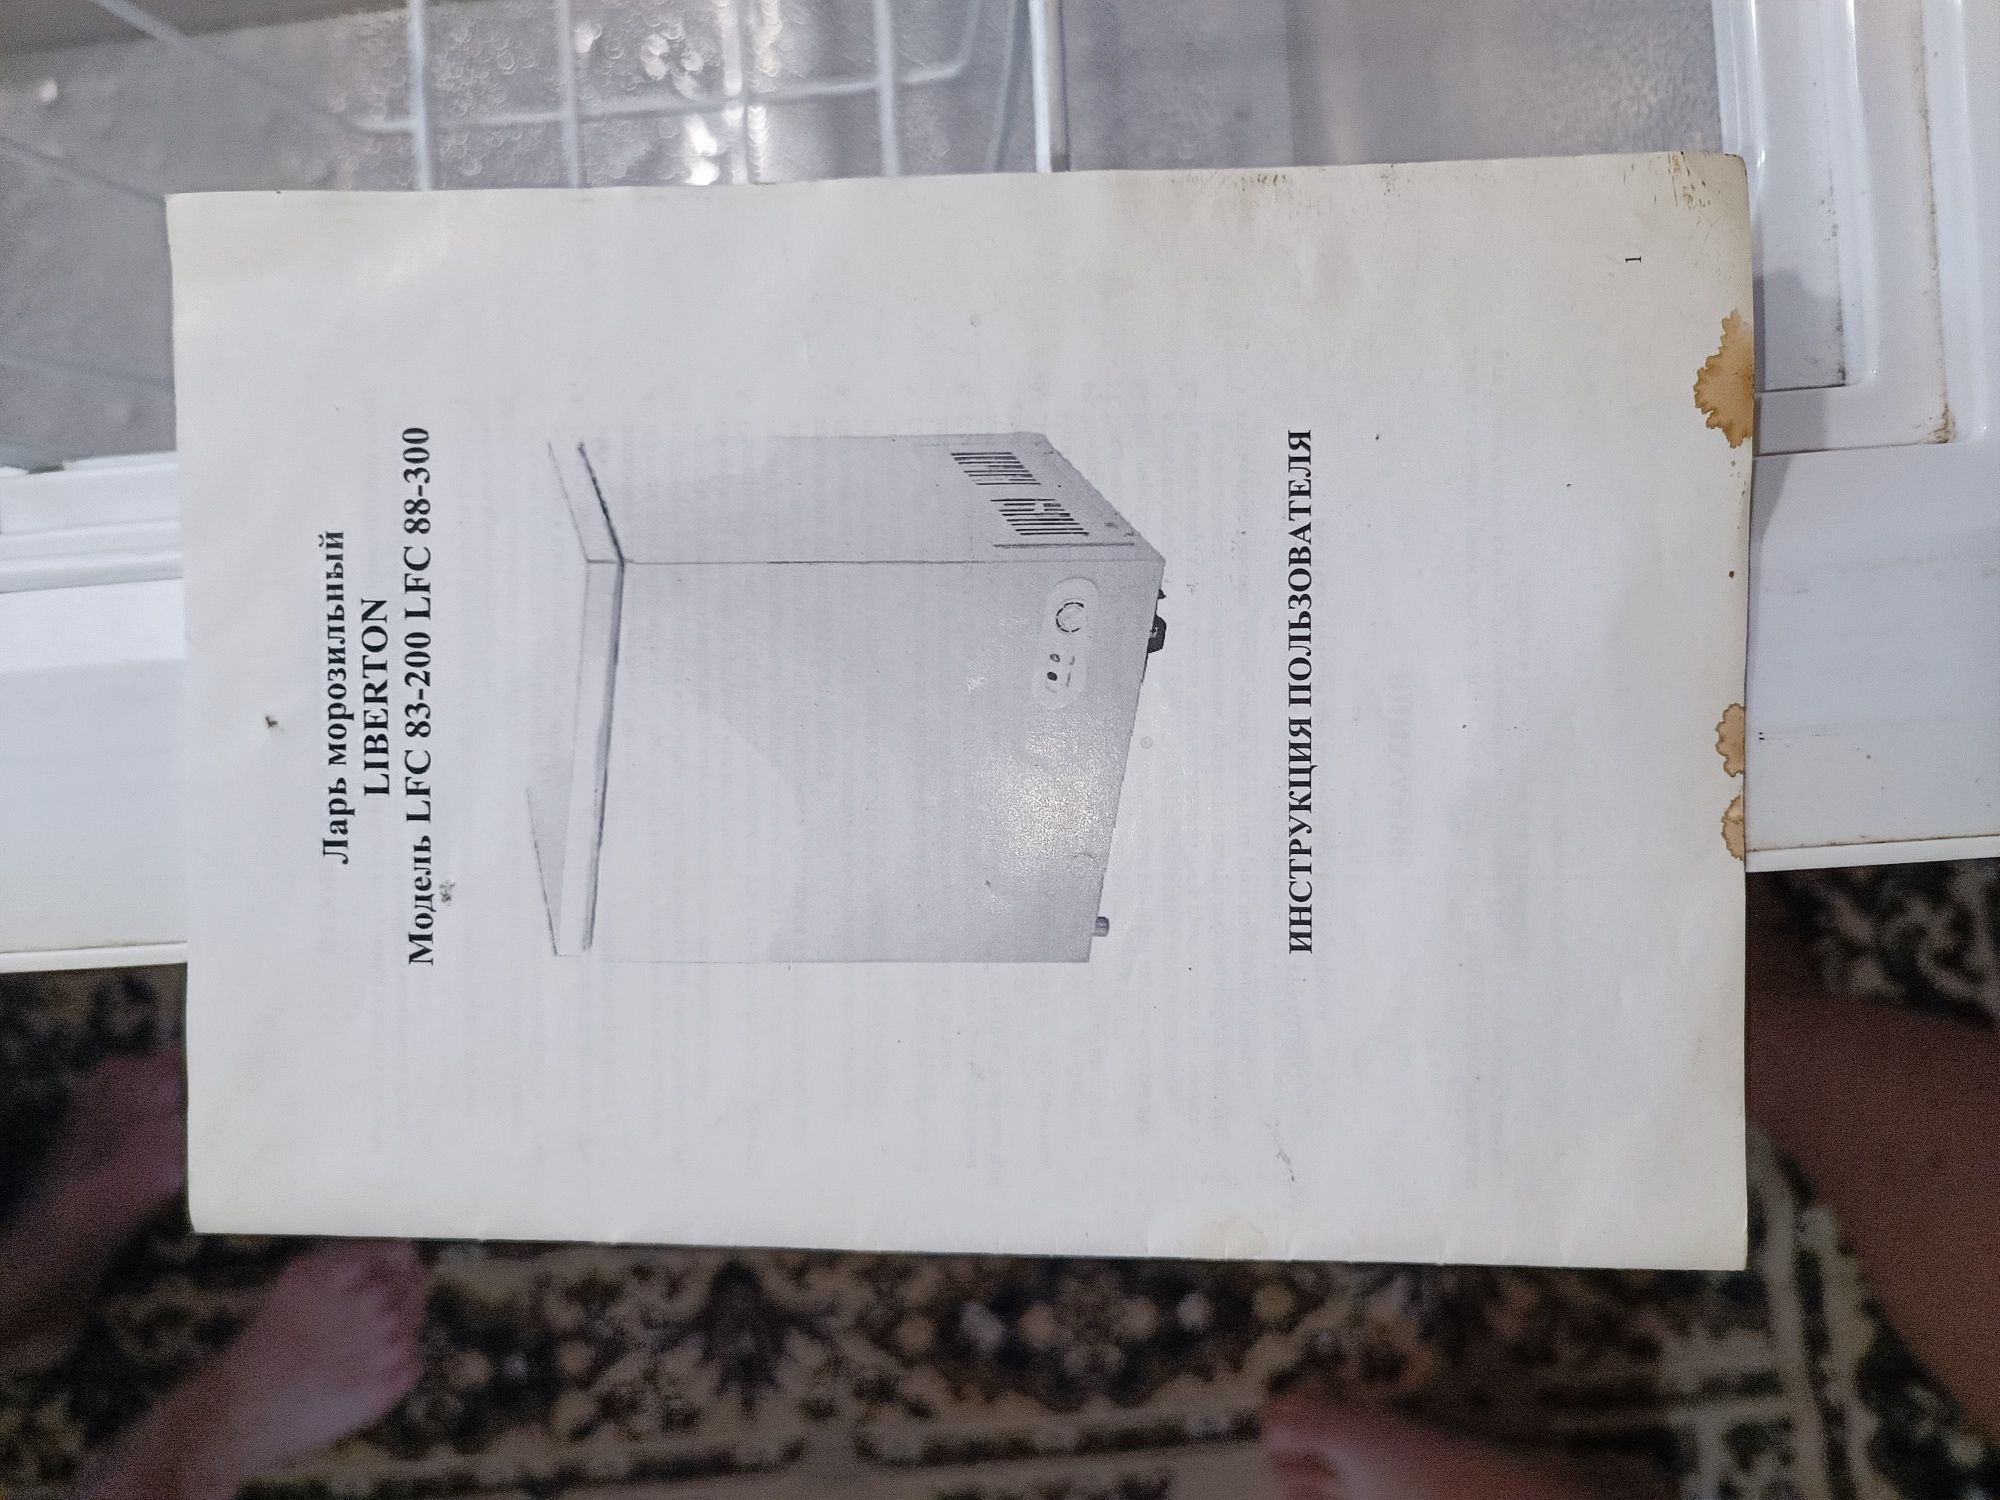 Ларь морозильный
LIBERTON
Модель LFC 83-200 LFC 88-300
ИНСТРУКЦИЯ ПОЛЬЗОВАТЕЛЯ
1